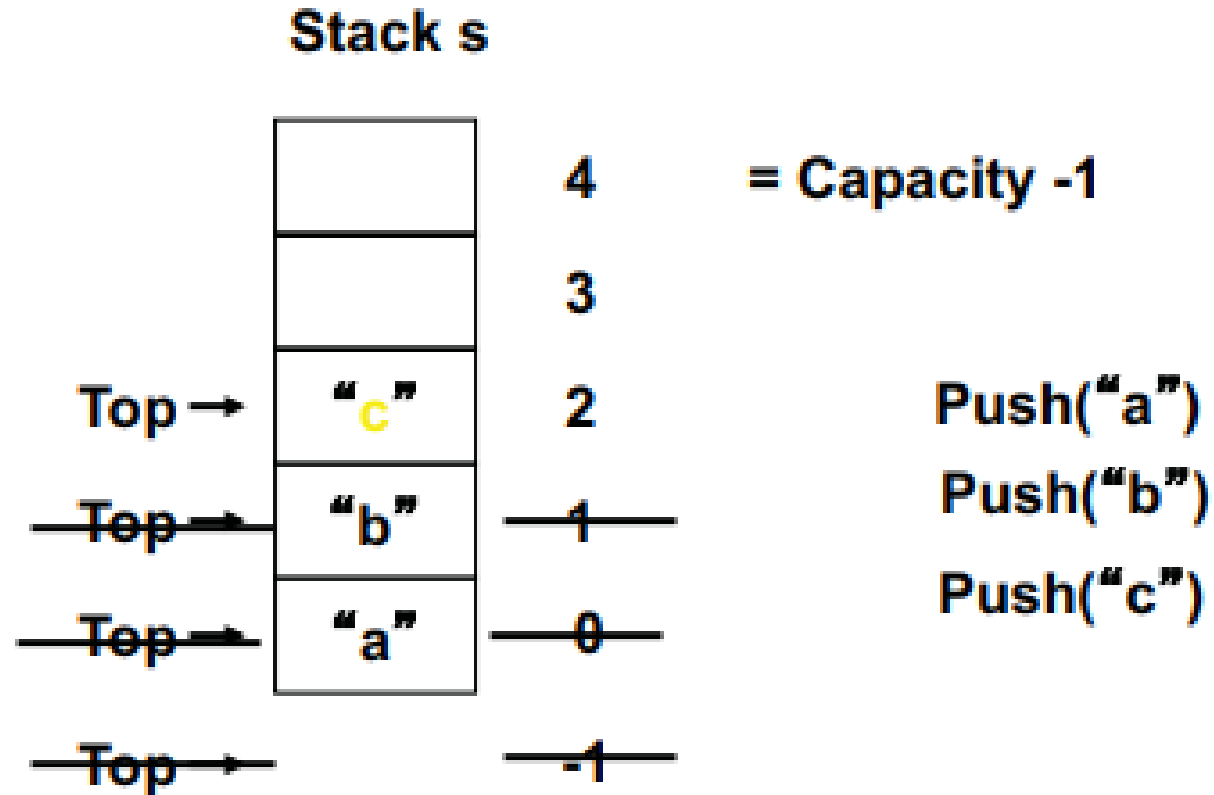 Stack s
4 = Capacity -1
3
Top → “c” 2 Push(“a”)
Top → “b” 1 Push(“b”)
Top → “a” 0 Push(“c”)
Top → -1